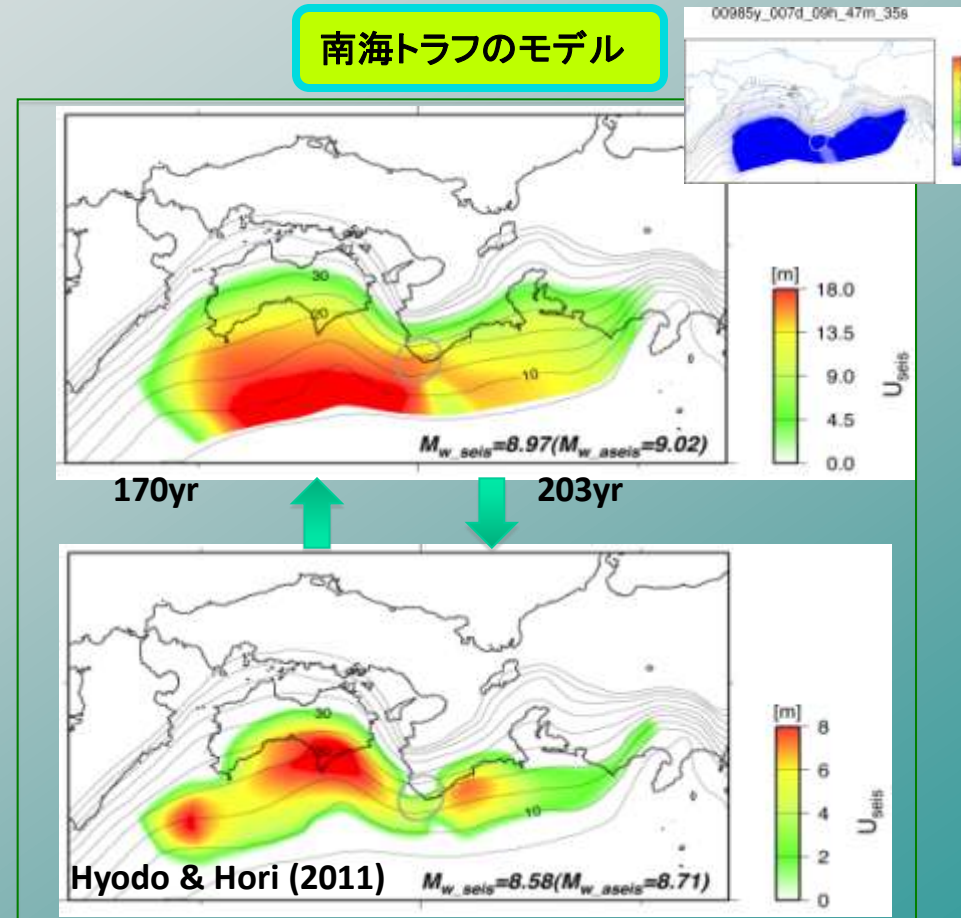 南海トラフのモデル
00985y_007d_09h_47m_35s
30
20
10
M_w_seis=8.97(M_w_aseis=9.02)
[m]
18.0
13.5
9.0
4.5
0.0
U_seis
170yr
203yr
30
10
Hyodo & Hori (2011)
M_w_seis=8.58(M_w_aseis=8.71)
[m]
8
6
4
2
0
U_seis